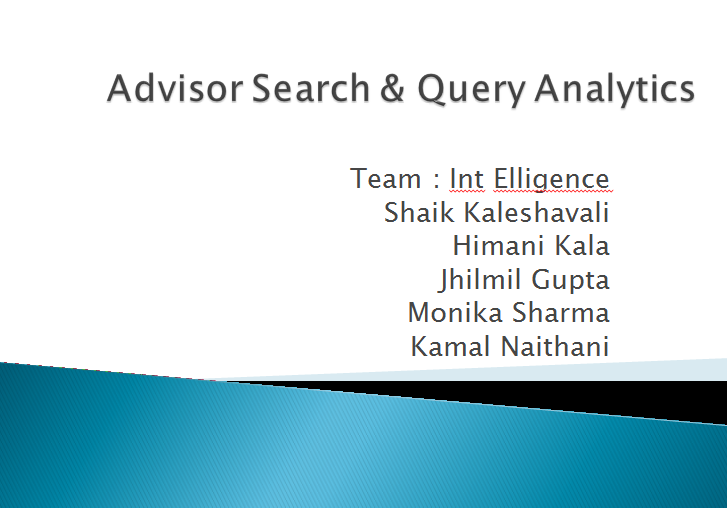 Advisor Search & Query Analytics
Team : Int Elligence
Shaik Kaleshavali
Himani Kala
Jhilmil Gupta
Monika Sharma
Kamal Naithani